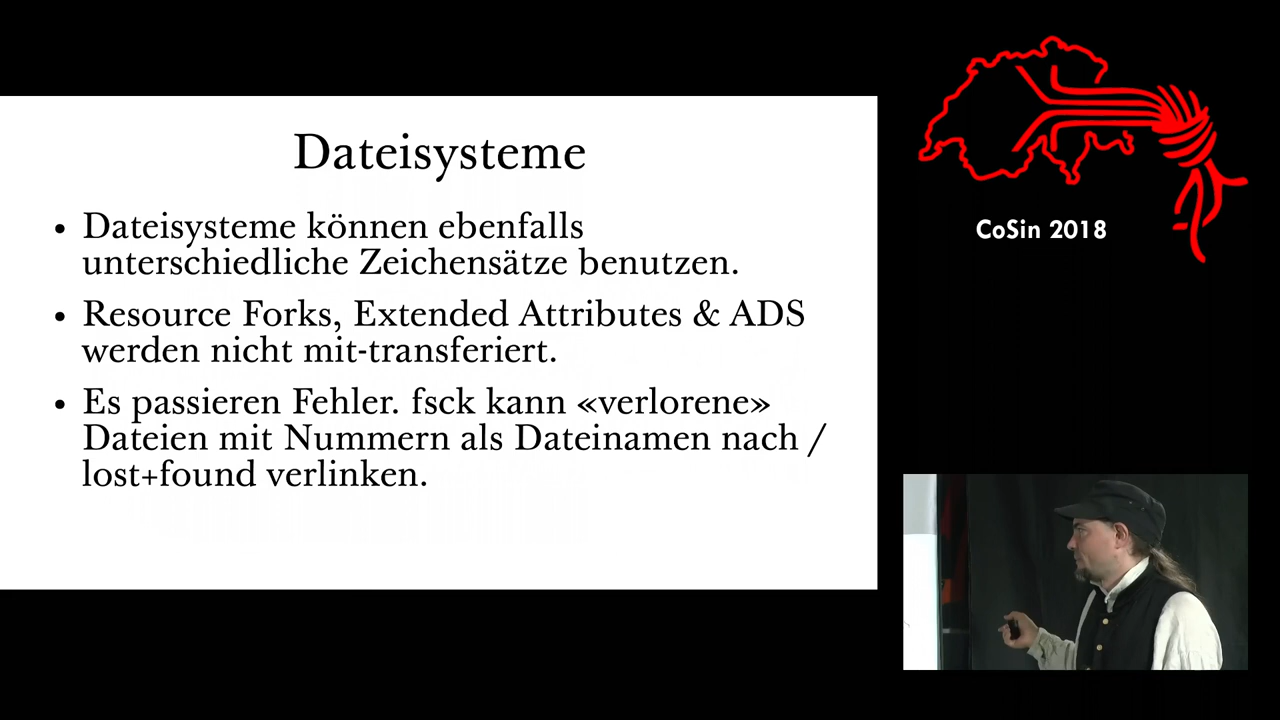 Dateisysteme
• Dateisysteme können ebenfalls
unterschiedliche Zeichensätze benutzen.
• Resource Forks, Extended Attributes & ADS
werden nicht mit-transferiert.
• Es passieren Fehler. fsck kann «verlorene»
Dateien mit Nummern als Dateinamen nach /
lost+found verlinken.
CoSin 2018